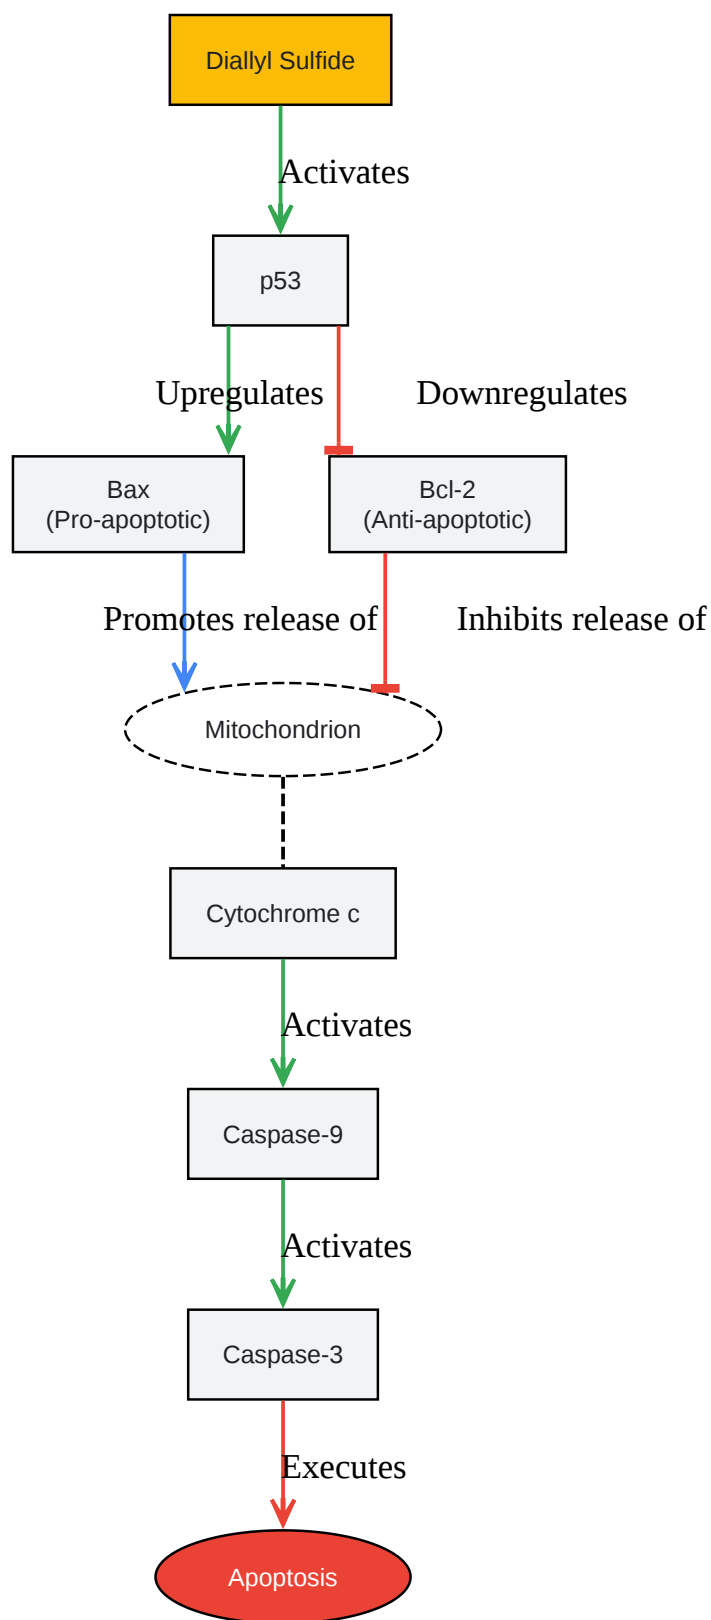 Diallyl Sulfide
Activates
p53
Upregulates
Downregulates
Bax
(Pro-apoptotic)
Bcl-2
(Anti-apoptotic)
Promotes release of
Inhibits release of
Mitochondrion
Cytochrome c
Activates
Caspase-9
Activates
Caspase-3
Executes
Apoptosis